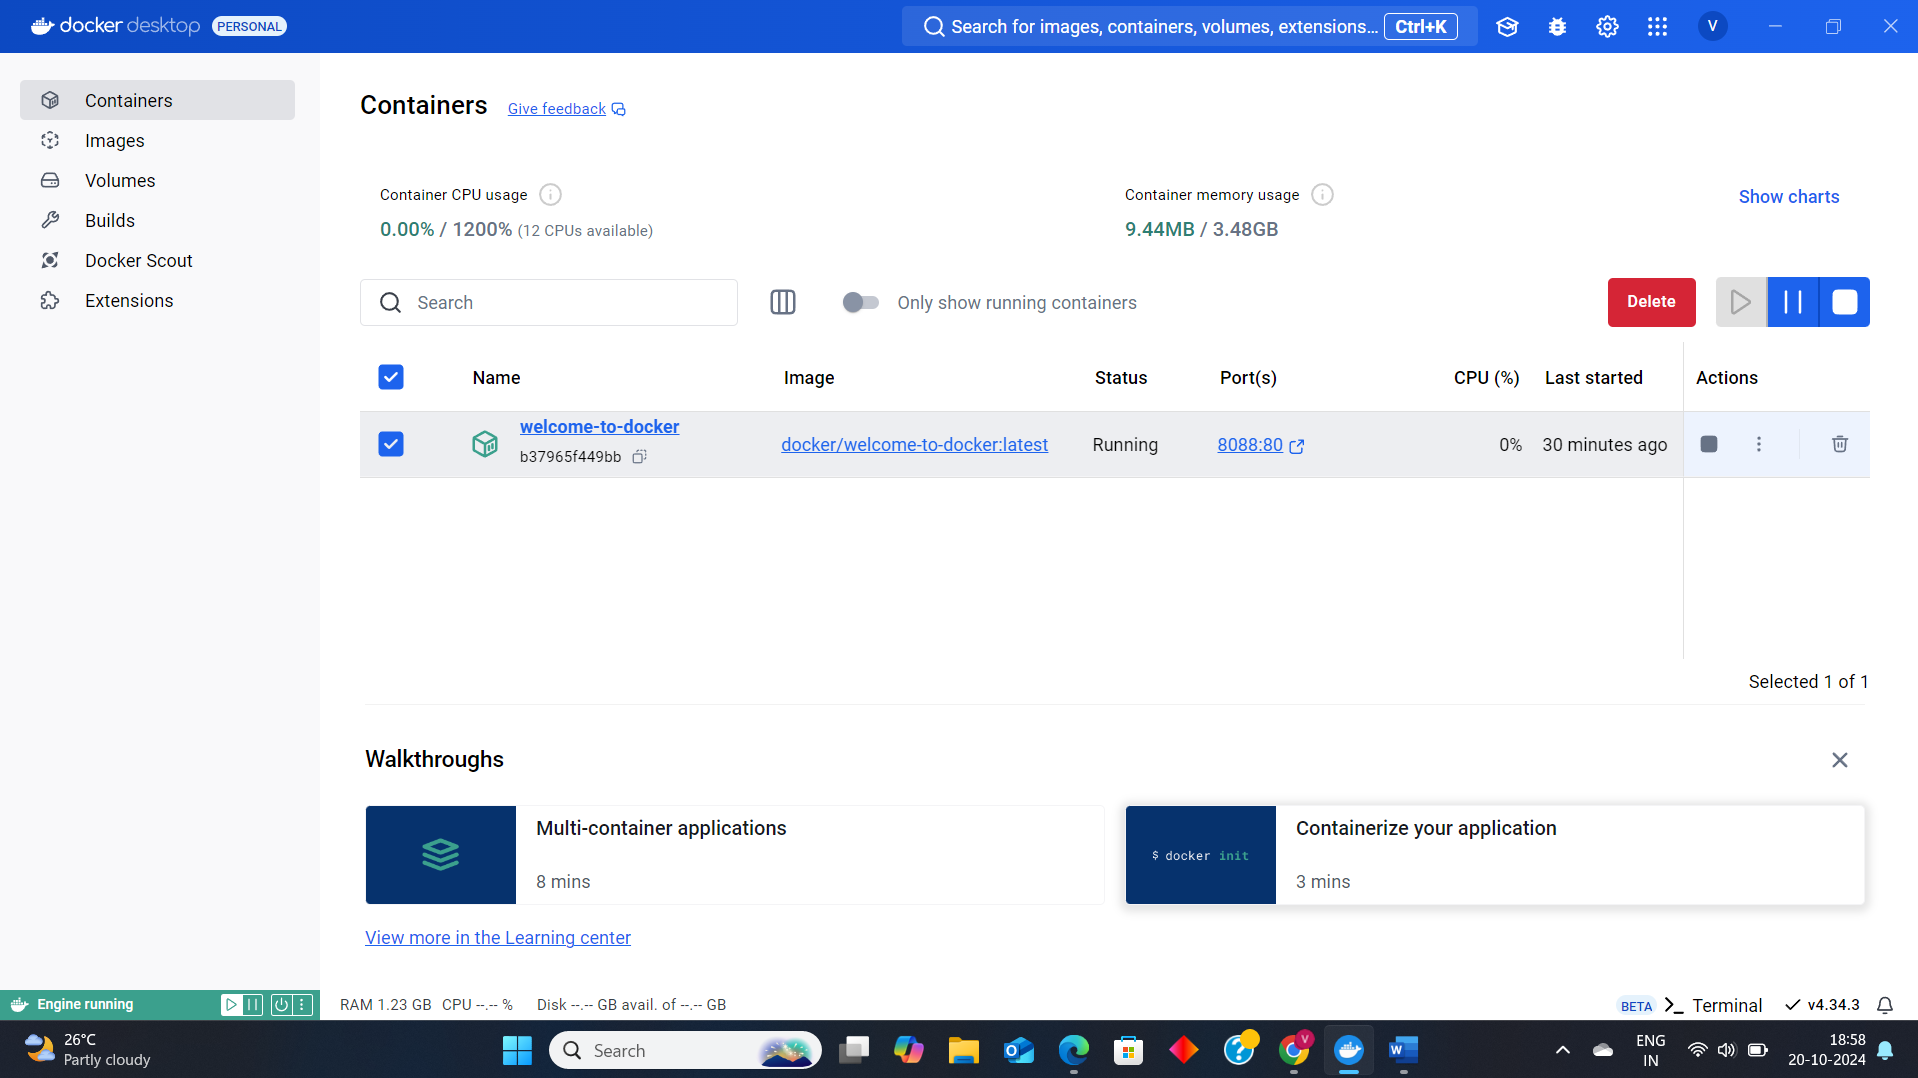 docker desktop PERSONAL
Search for images, containers, volumes, extensions... Ctrl+K
V
Containers
Images
Volumes
Builds
Docker Scout
Extensions
Containers Give feedback
Container CPU usage
0.00% / 1200% (12 CPUs available)
Container memory usage
9.44MB / 3.48GB
Show charts
Search
Only show running containers
Delete
Name Image Status Port(s) CPU (%) Last started Actions
welcome-to-docker
b37965f449bb
docker/welcome-to-docker:latest Running 8088:80 0% 30 minutes ago
Selected 1 of 1
Walkthroughs
Multi-container applications
8 mins
$ docker init
Containerize your application
3 mins
View more in the Learning center
Engine running
RAM 1.23 GB CPU --.-- % Disk --.-- GB avail. of --.-- GB
BETA Terminal v4.34.3
26°C
Partly cloudy
Search
V
ENG
IN
18:58
20-10-2024